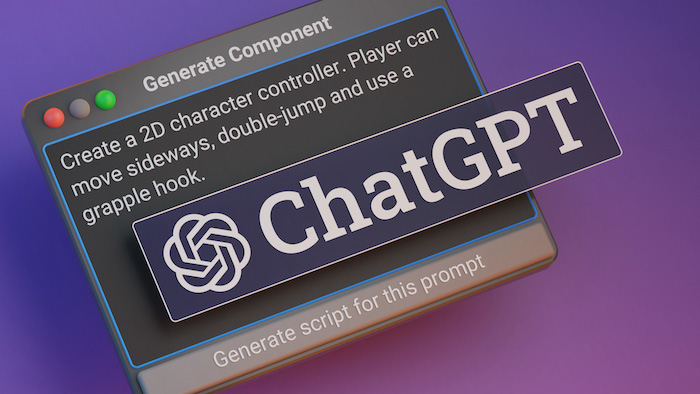 Generate Component
Create a 2D character controller. Player can
move sideways, double-jump and use a
grapple hook.
ChatGPT
Generate script for this prompt